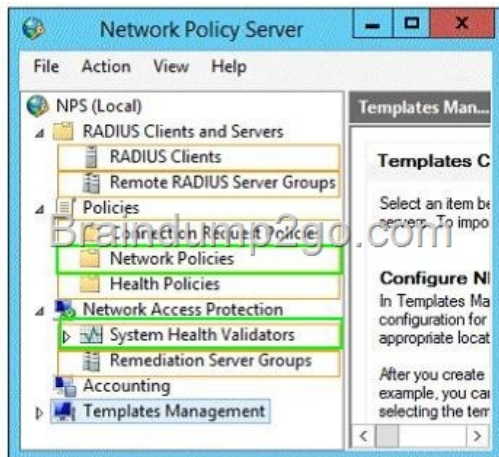 Network Policy Server
File Action View Help
NPS (Local)
RADIUS Clients and Servers
RADIUS Clients
Remote RADIUS Server Groups
Policies
Connection Request Policies
Network Policies
Health Policies
Network Access Protection
System Health Validators
Remediation Server Groups
Accounting
Templates Management
Braindump2go.com
Templates Man...
Templates C
Select an item be
servers. To impo
Configure N
In Templates Ma
configuration for
appropriate locat
After you create
example, you ca
selecting the tem